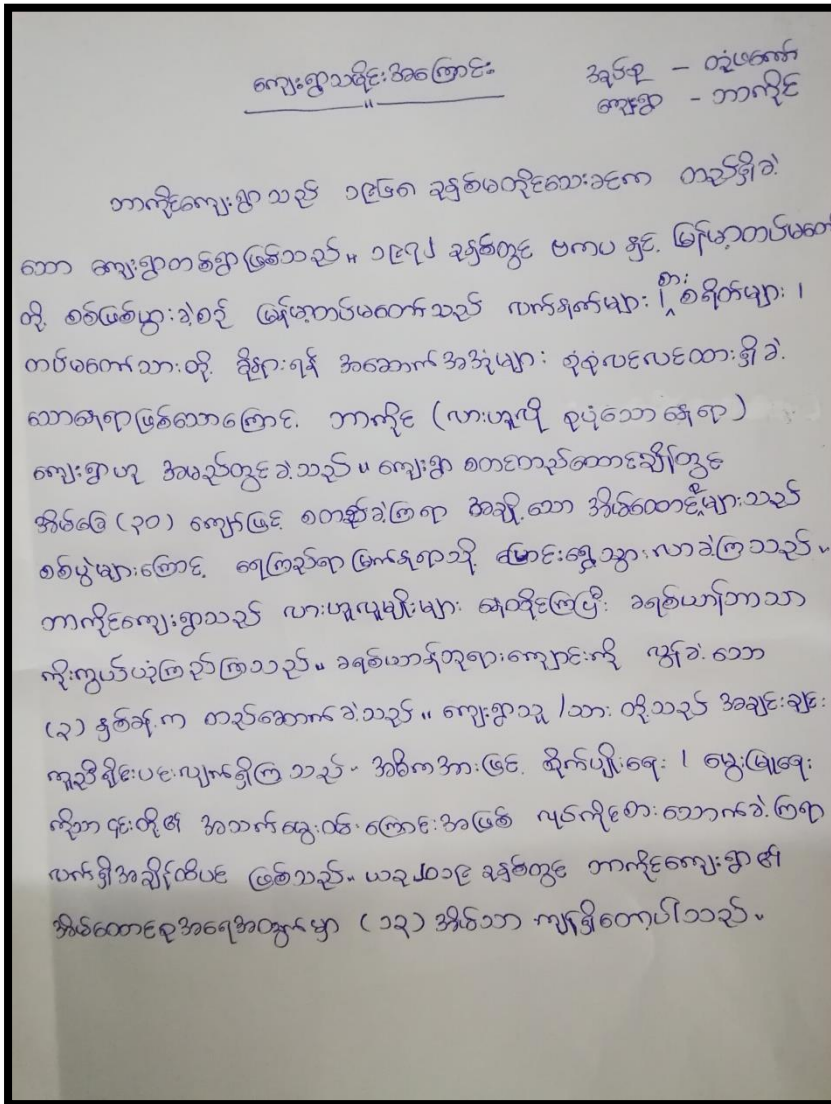 ကျေးရွာသမိုင်းအကြောင်း
အုပ်စု - တုံဖတော်
ကျေးရွာ - ဘာကိုင်
ဘာကိုင်ကျေးရွာသည် ၁၉၆၈ ခုနှစ်မတိုင်သေးခင်က တည်ရှိခဲ့
သော ကျေးရွာတစ်ရွာဖြစ်သည်။ ၁၉၇၂ ခုနှစ်တွင် ဗကပ နှင့် မြန်မာ့တပ်မတော်
တို့ စစ်ဖြစ်ပွားခဲ့စဉ် မြန်မာ့တပ်မတော်သည် လက်နက်များ၊ စားစရိတ်များ၊
တပ်မတော်သားတို့ ခိုနားရန် အဆောက်အအုံများ စုံစုံလင်လင်ထားရှိခဲ့
သောနေရာဖြစ်သောကြောင့် ဘာကိုင် (လားဟူလို စုပုံသောနေရာ)
ကျေးရွာဟု အမည်တွင်ခဲ့သည်။ ကျေးရွာ စတင်တည်ထောင်ချိန်တွင်
အိမ်ခြေ (၃၀) ကျော်ဖြင့် စတည်ခဲ့ကြရာ အချို့သော အိမ်ထောင်စုများသည်
စစ်ပွဲများကြောင့် ရေကြည်ရာမြက်နုရာသို့ ပြောင်းရွှေ့သွားလာခဲ့ကြသည်။
ဘာကိုင်ကျေးရွာသည် လားဟူလူမျိုးများ နေထိုင်ကြပြီး ခရစ်ယာန်ဘာသာ
ကိုးကွယ်ယုံကြည်ကြသည်။ ခရစ်ယာန်ဘုရားကျောင်းကို လွန်ခဲ့သော
(၃) နှစ်ခန့်က တည်ဆောက်ခဲ့သည်။ ကျေးရွာသူ/သား တို့သည် အချင်းချင်း
ကူညီရိုင်းပင်းလျက်ရှိကြသည်။ အဓိကအားဖြင့် စိုက်ပျိုးရေး၊ မွေးမြူရေး
ကိုသာ ၎င်းတို့၏ အသက်မွေးဝမ်းကြောင်းအဖြစ် လုပ်ကိုင်စားသောက်ခဲ့ကြရာ
လက်ရှိအချိန်ထိပင် ဖြစ်သည်။ ယခု၂၀၁၉ ခုနှစ်တွင် ဘာကိုင်ကျေးရွာ၏
အိမ်ထောင်စုအရေအတွက်မှာ (၁၃) အိမ်သာ ကျန်ရှိတော့ပါသည်။